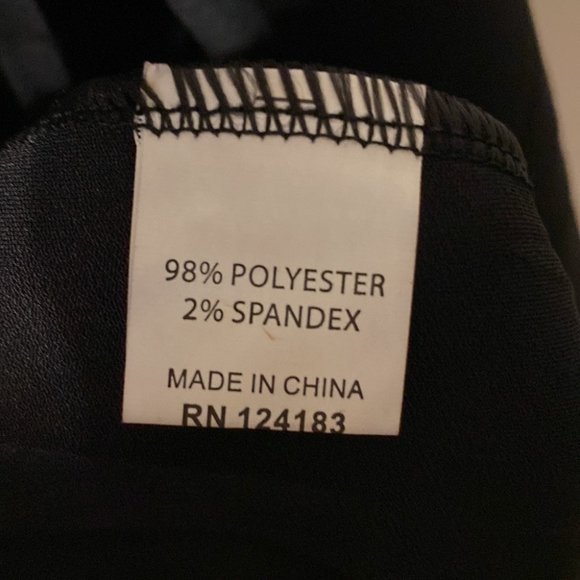 98% POLYESTER
2% SPANDEX
MADE IN CHINA
RN 124183